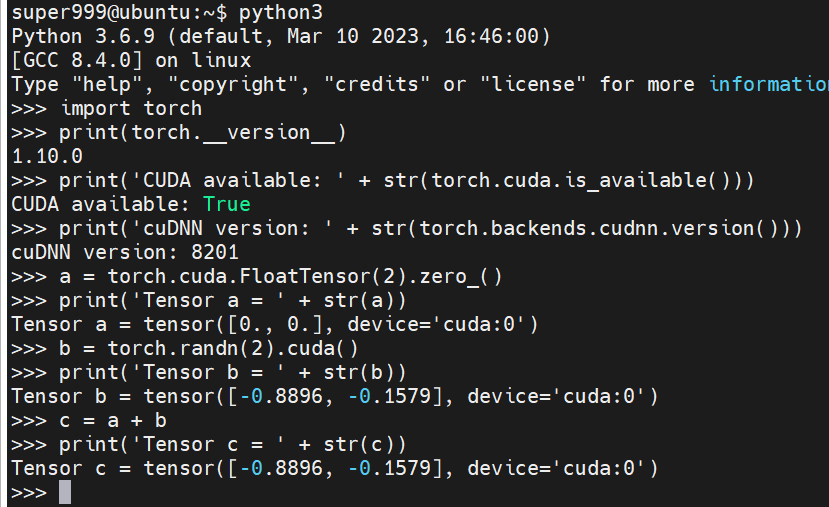 super999@ubuntu:~$ python3
Python 3.6.9 (default, Mar 10 2023, 16:46:00)
[GCC 8.4.0] on linux
Type "help", "copyright", "credits" or "license" for more informatio
>>> import torch
>>> print(torch.__version__)
1.10.0
>>> print('CUDA available: ' + str(torch.cuda.is_available()))
CUDA available: True
>>> print('cuDNN version: ' + str(torch.backends.cudnn.version()))
cuDNN version: 8201
>>> a = torch.cuda.FloatTensor(2).zero_()
>>> print('Tensor a = ' + str(a))
Tensor a = tensor([0., 0.], device='cuda:0')
>>> b = torch.randn(2).cuda()
>>> print('Tensor b = ' + str(b))
Tensor b = tensor([-0.8896, -0.1579], device='cuda:0')
>>> c = a + b
>>> print('Tensor c = ' + str(c))
Tensor c = tensor([-0.8896, -0.1579], device='cuda:0')
>>>